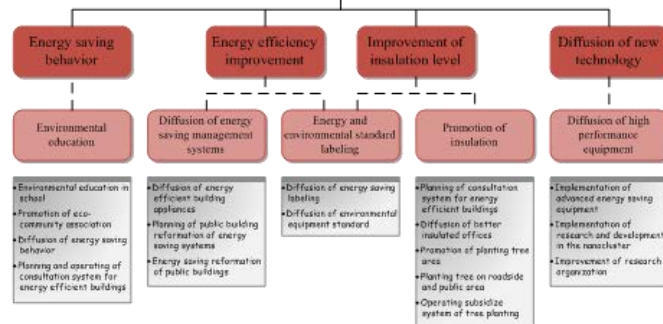 Energy saving
behavior
Energy efficiency
improvement
Improvement of
insulation level
Diffusion of new
technology
Environmental
education
Diffusion of energy
saving management
systems
Energy and
environmental standard
labeling
Promotion of
insulation
Diffusion of high
performance
equipment
•Environmental education in
school
•Promotion of eco-
community association
•Diffusion of energy saving
behavior
•Planning and operating of
consultation system for
energy efficient buildings
•Diffusion of energy
efficient building
appliances
•Planning of public building
reformation of energy
saving systems
•Energy saving reformation
of public buildings
•Diffusion of energy saving
labeling
•Diffusion of environmental
equipment standard
•Planning of consultation
system for energy
efficient buildings
•Diffusion of better
insulated offices
•Promotion of planting tree
area
•Planting tree on roadside
and public area
•Operating subsidize
system of tree planting
•Implementation of
advanced energy saving
equipment
•Implementation of
research and development
in the nanocluster
•Improvement of research
organization